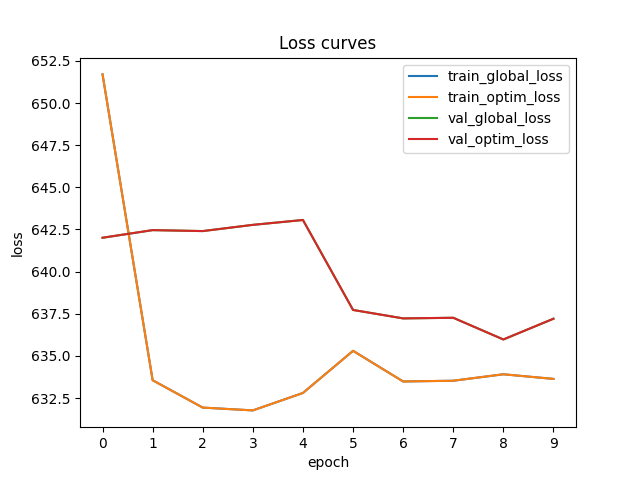 Loss curves
652.5
650.0
647.5
645.0
642.5
640.0
637.5
635.0
632.5
loss
train_global_loss
train_optim_loss
val_global_loss
val_optim_loss
0 1 2 3 4 5 6 7 8 9
epoch